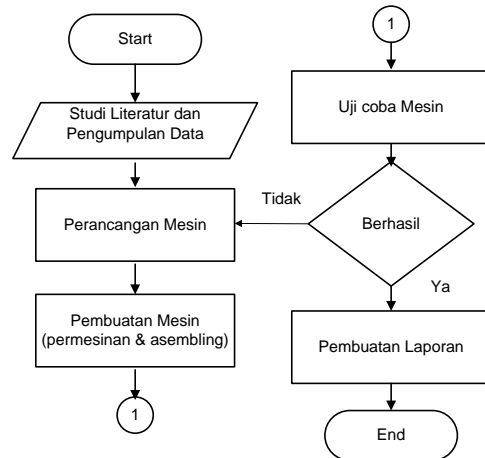 Start
Studi Literatur dan
Pengumpulan Data
Perancangan Mesin
Pembuatan Mesin
(permesinan & asembling)
1
1
Uji coba Mesin
Berhasil
Tidak
Ya
Pembuatan Laporan
End